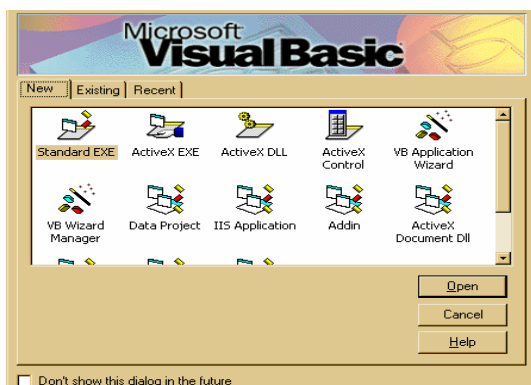 Microsoft
Visual Basic
New Existing Recent
Standard EXE ActiveX EXE ActiveX DLL ActiveX Control VB Application Wizard
VB Wizard Manager Data Project IIS Application Addin ActiveX Document Dll
Open
Cancel
Help
Don't show this dialog in the future